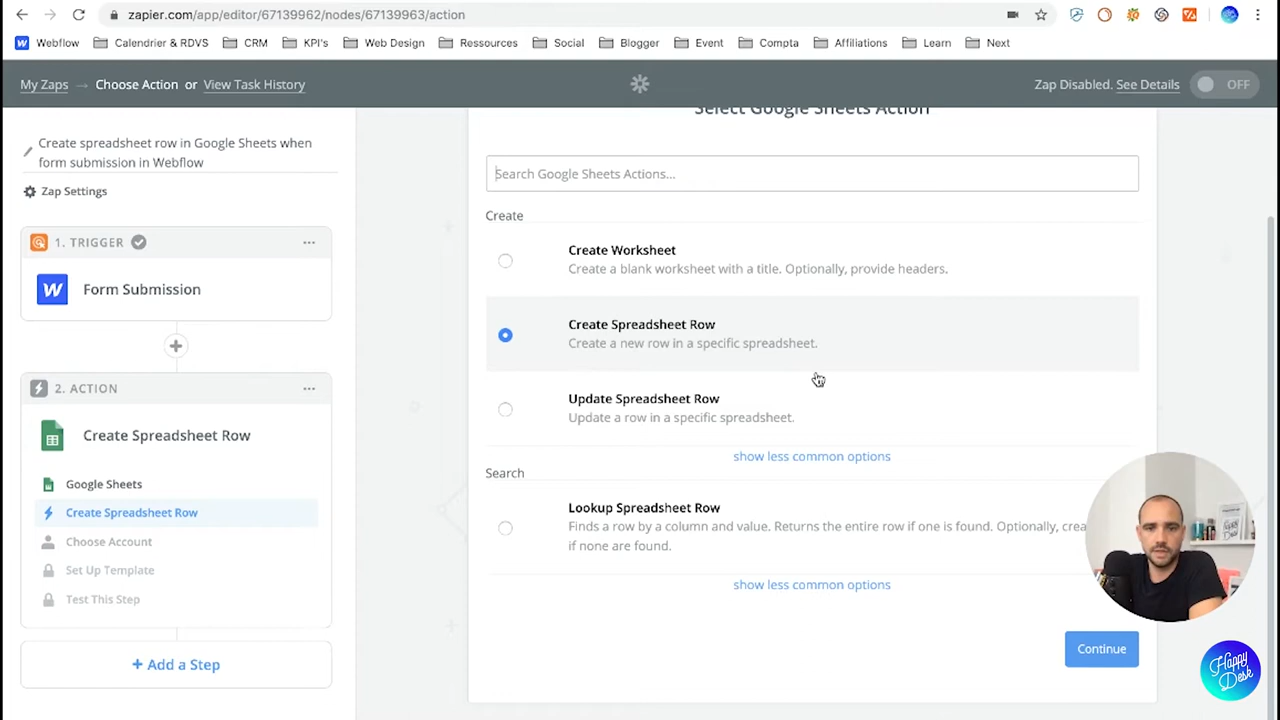 zapier.com/app/editor/67139962/nodes/67139963/action
Webflow Calendrier & RDVS CRM KPI's Web Design Ressources Social Blogger Event Compta Affiliations Learn Next
My Zaps → Choose Action or View Task History
Zap Disabled. See Details OFF
Create spreadsheet row in Google Sheets when
form submission in Webflow
Zap Settings
1. TRIGGER
Form Submission
2. ACTION
Create Spreadsheet Row
Google Sheets
Create Spreadsheet Row
Choose Account
Set Up Template
Test This Step
+ Add a Step
Select Google Sheets Action
Search Google Sheets Actions...
Create
Create Worksheet
Create a blank worksheet with a title. Optionally, provide headers.
Create Spreadsheet Row
Create a new row in a specific spreadsheet.
Update Spreadsheet Row
Update a row in a specific spreadsheet.
show less common options
Search
Lookup Spreadsheet Row
Finds a row by a column and value. Returns the entire row if one is found. Optionally, crea
if none are found.
show less common options
Continue
Happy
Desk